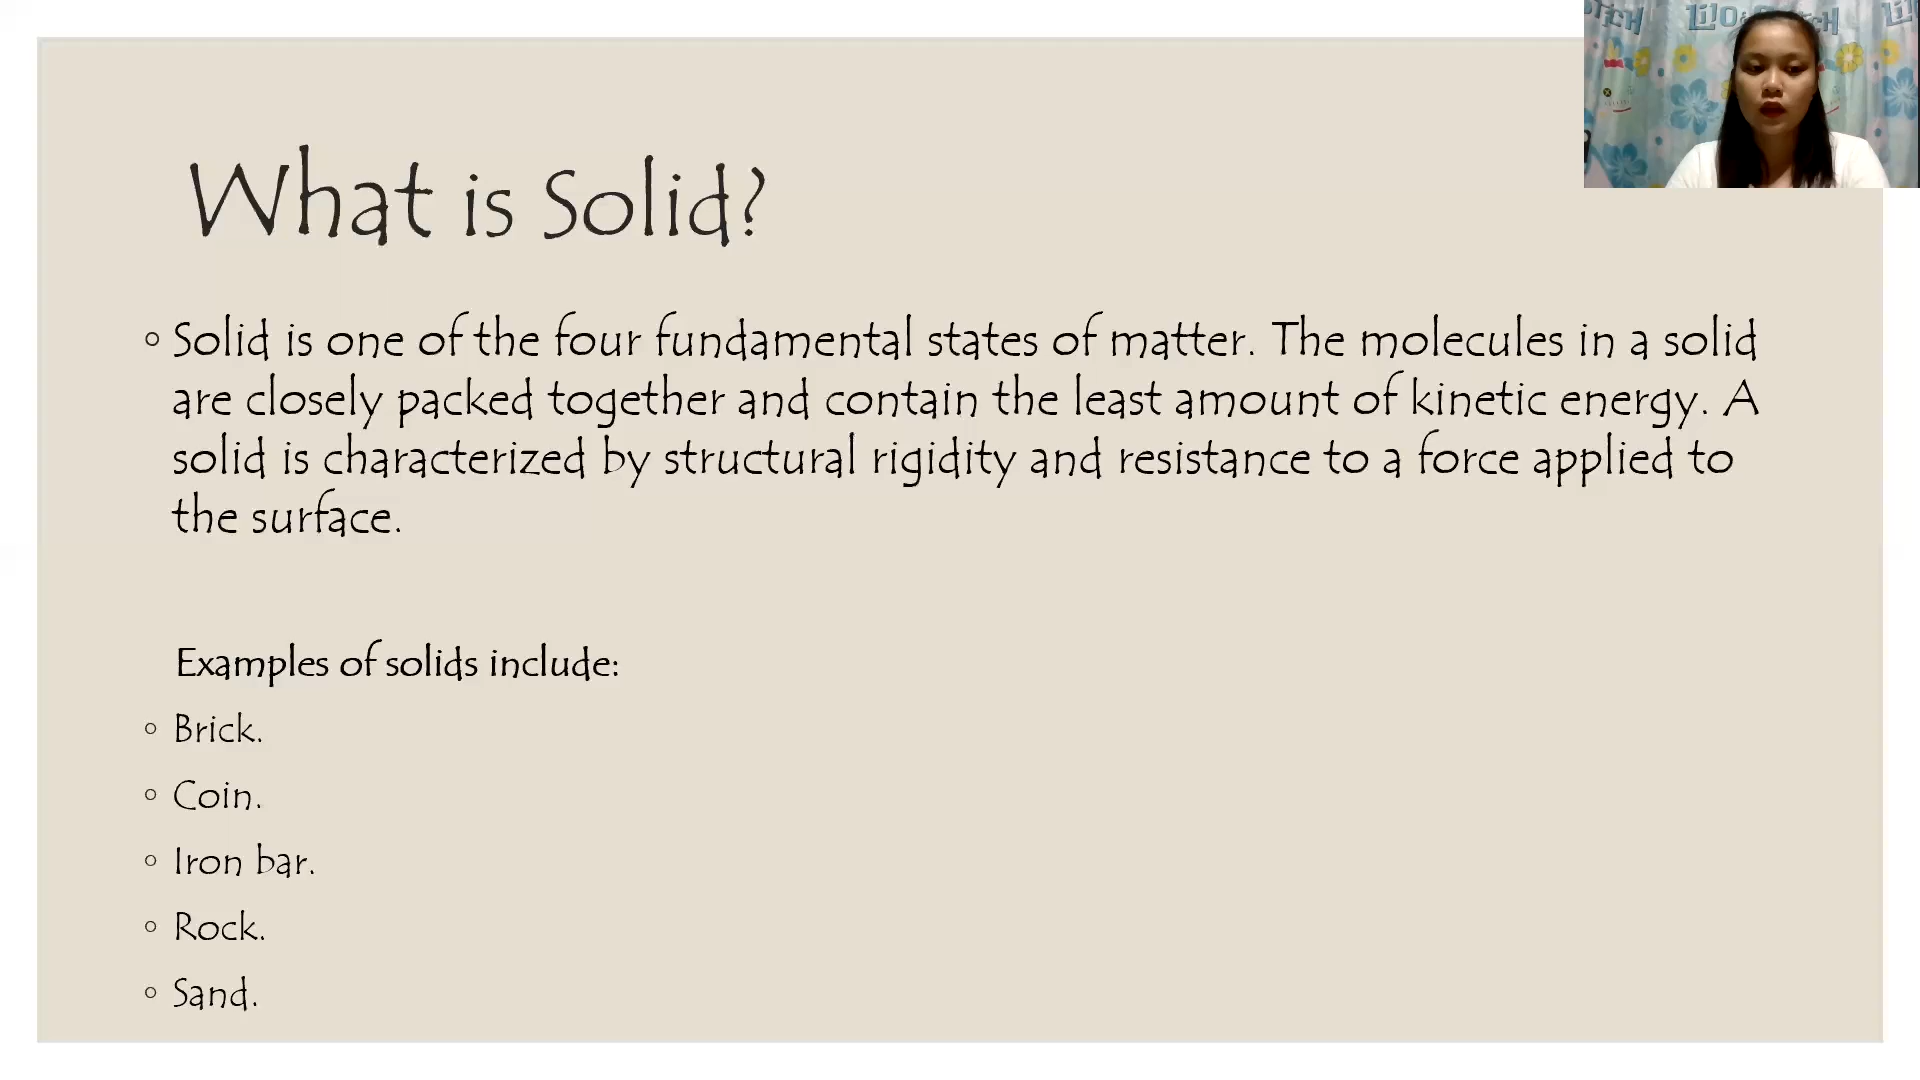 What is Solid?
Solid is one of the four fundamental states of matter. The molecules in a solid
are closely packed together and contain the least amount of kinetic energy. A
solid is characterized by structural rigidity and resistance to a force applied to
the surface.
Examples of solids include:
Brick.
Coin.
Iron bar.
Rock.
Sand.